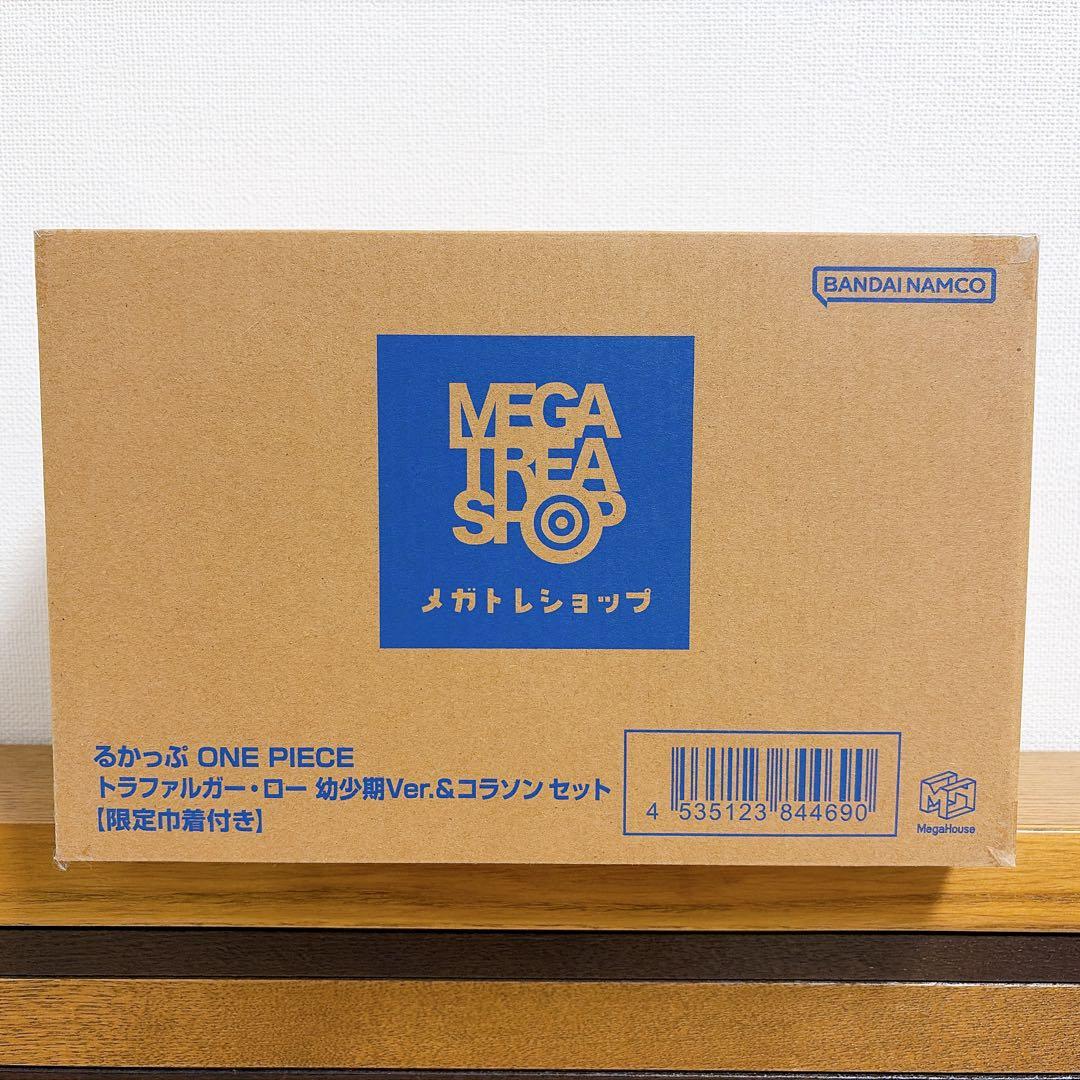 BANDAI NAMCO
MEGA
TREA
SHOP
メガトレショップ
るかっぷ ONE PIECE
トラファルガー・ロー 幼少期Ver.&コラソン セット
【限定巾着付き】
4 535123 844690
MegaHouse